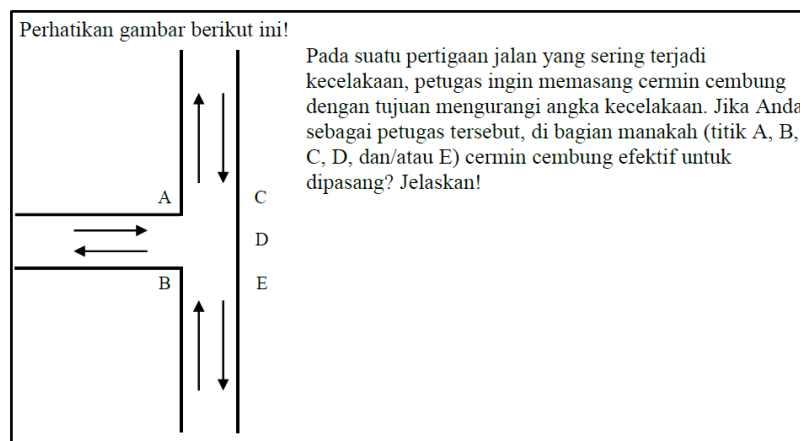 Perhatikan gambar berikut ini!
Pada suatu pertigaan jalan yang sering terjadi
kecelakaan, petugas ingin memasang cermin cembung
dengan tujuan mengurangi angka kecelakaan. Jika Anda
sebagai petugas tersebut, di bagian manakah (titik A, B,
C, D, dan/atau E) cermin cembung efektif untuk
dipasang? Jelaskan!
A
C
D
B
E